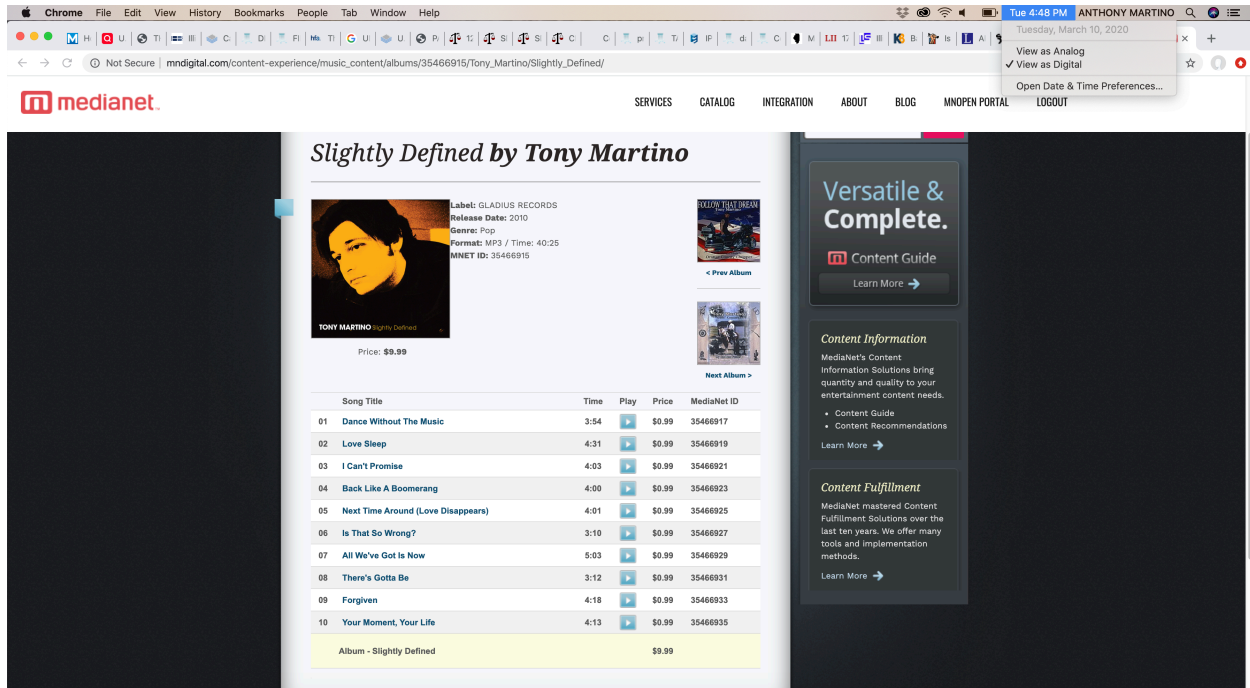 Chrome File Edit View History Bookmarks People Tab Window Help Tue 4:48 PM ANTHONY MARTINO
Tuesday, March 10, 2020
View as Analog
✓ View as Digital
Open Date & Time Preferences...
Not Secure | mndigital.com/content-experience/music_content/albums/35466915/Tony_Martino/Slightly_Defined/
medianet
SERVICES CATALOG INTEGRATION ABOUT BLOG MNOPEN PORTAL LOGOUT
Slightly Defined by Tony Martino
Label: GLADIUS RECORDS
Release Date: 2010
Genre: Pop
Format: MP3 / Time: 40:25
MNET ID: 35466915
TONY MARTINO Slightly Defined
Price: $9.99
FOLLOW THAT DREAM
Tony Martino
< Prev Album
Next Album >
Song Title Time Play Price MediaNet ID
01 Dance Without The Music 3:54 $0.99 35466917
02 Love Sleep 4:31 $0.99 35466919
03 I Can't Promise 4:03 $0.99 35466921
04 Back Like A Boomerang 4:00 $0.99 35466923
05 Next Time Around (Love Disappears) 4:01 $0.99 35466925
06 Is That So Wrong? 3:10 $0.99 35466927
07 All We've Got Is Now 5:03 $0.99 35466929
08 There's Gotta Be 3:12 $0.99 35466931
09 Forgiven 4:18 $0.99 35466933
10 Your Moment, Your Life 4:13 $0.99 35466935
Album - Slightly Defined $9.99
Versatile &
Complete.
Content Guide
Learn More
Content Information
MediaNet's Content
Information Solutions bring
quantity and quality to your
entertainment content needs.
• Content Guide
• Content Recommendations
Learn More
Content Fulfillment
MediaNet mastered Content
Fulfillment Solutions over the
last ten years. We offer many
tools and implementation
methods.
Learn More